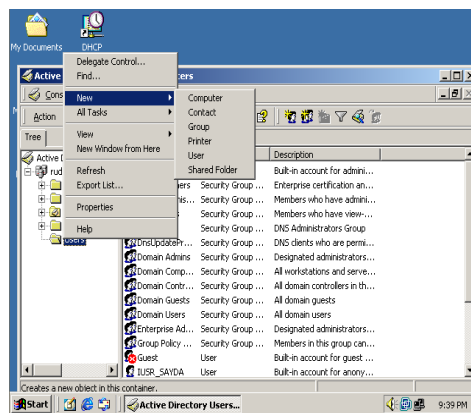 My Documents
DHCP
Delegate Control...
Find...
New
All Tasks
View
New Window from Here
Refresh
Export List...
Properties
Help
Computer
Contact
Group
Printer
User
Shared Folder
Active
ers
Cons
Action
Tree
Active D
rud
Users
Description
Built-in account for admini...
ners Security Group ... Enterprise certification an...
nis... Security Group ... Members who have admini...
s Security Group ... Members who have view-...
Security Group ... DNS Administrators Group
DnsUpdatePr... Security Group ... DNS clients who are permi...
Domain Admins Security Group ... Designated administrators...
Domain Comp... Security Group ... All workstations and serve...
Domain Contr... Security Group ... All domain controllers in th...
Domain Guests Security Group ... All domain guests
Domain Users Security Group ... All domain users
Enterprise Ad... Security Group ... Designated administrators...
Group Policy ... Security Group ... Members in this group can...
Guest User Built-in account for guest ...
IUSR_SAYDA User Built-in account for anony...
Creates a new object in this container.
Start
Active Directory Users...
9:39 PM